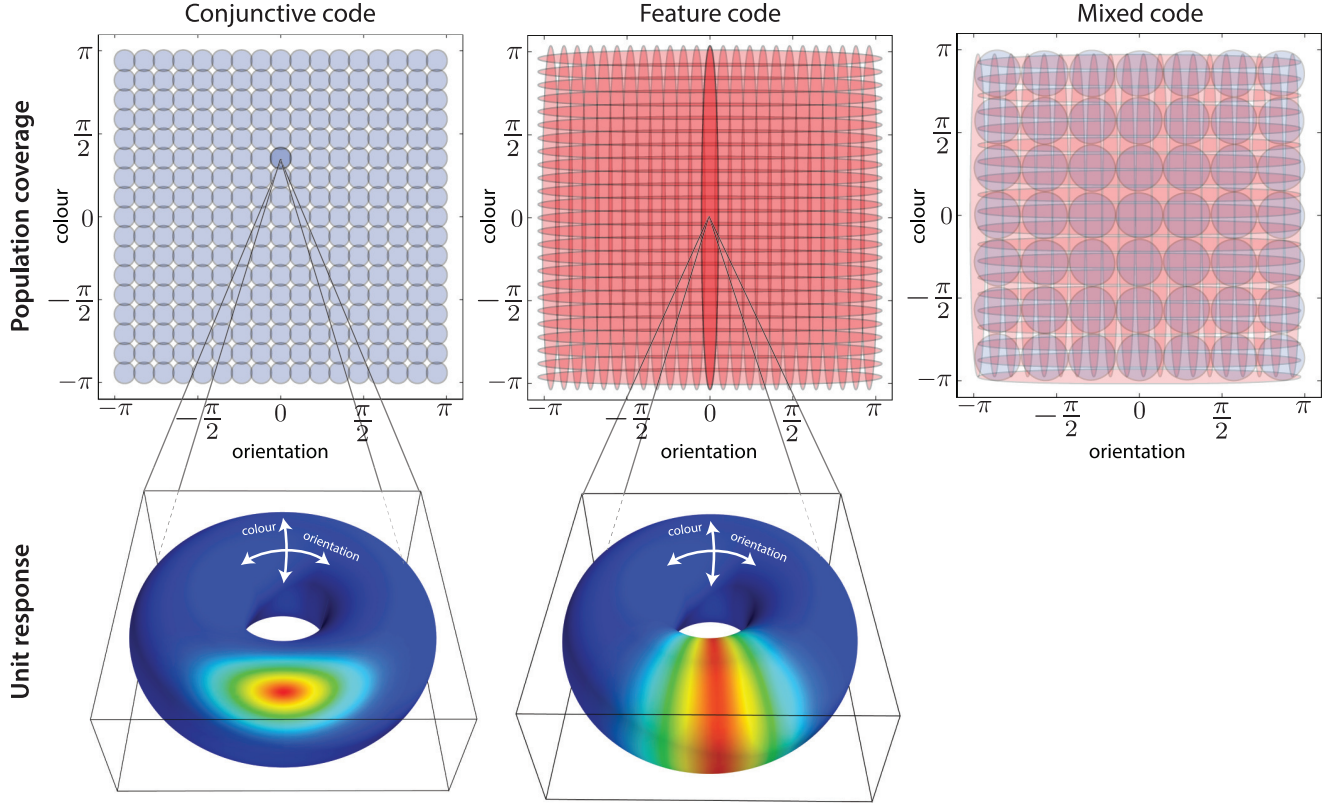 Conjunctive code
Feature code
Mixed code
Population coverage
colour
π
π/2
0
−π/2
−π
−π
−π/2
0
π/2
π
orientation
colour
π
π/2
0
−π/2
−π
−π
−π/2
0
π/2
π
orientation
colour
π
π/2
0
−π/2
−π
−π
−π/2
0
π/2
π
orientation
Unit response
colour
orientation
colour
orientation